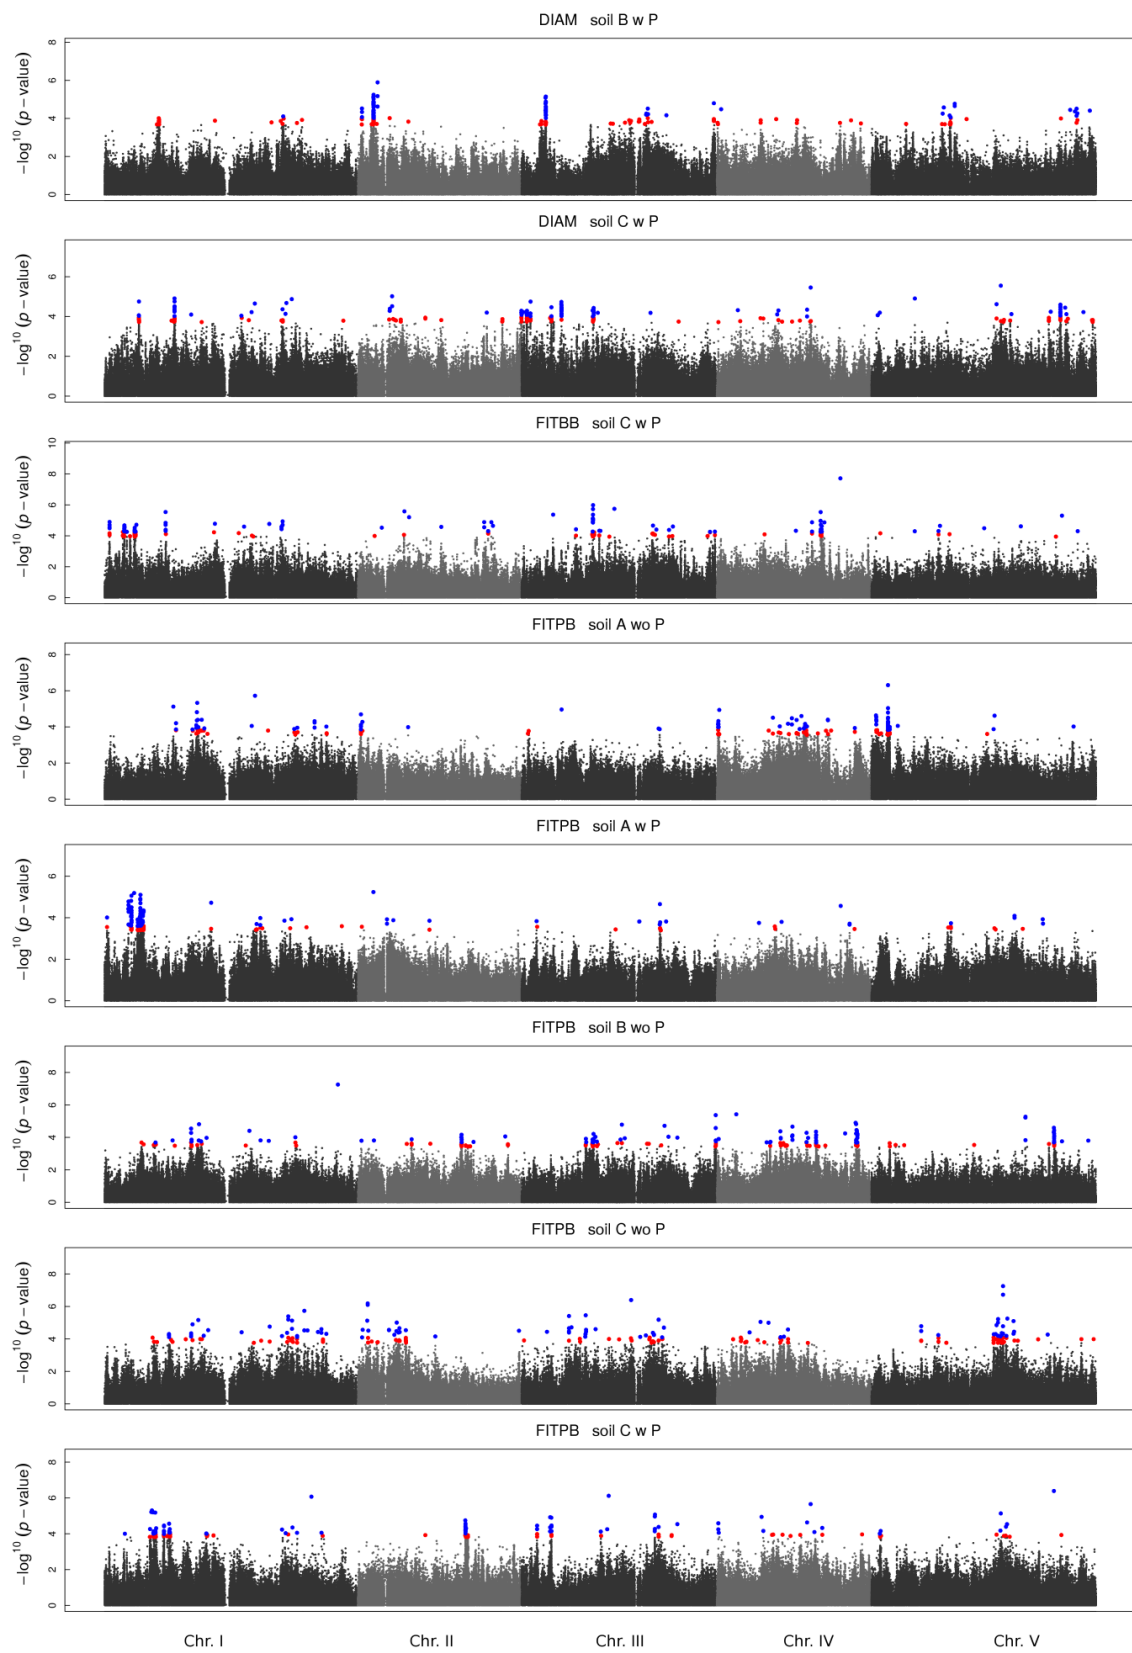 DIAM soil B w P
−log10 (p − value)
8
6
4
2
0
DIAM soil C w P
−log10 (p − value)
6
4
2
0
FITBB soil C w P
−log10 (p − value)
10
8
6
4
2
0
FITPB soil A wo P
−log10 (p − value)
8
6
4
2
0
FITPB soil A w P
−log10 (p − value)
6
4
2
0
FITPB soil B wo P
−log10 (p − value)
8
6
4
2
0
FITPB soil C wo P
−log10 (p − value)
8
6
4
2
0
FITPB soil C w P
−log10 (p − value)
8
6
4
2
0
Chr. I Chr. II Chr. III Chr. IV Chr. V